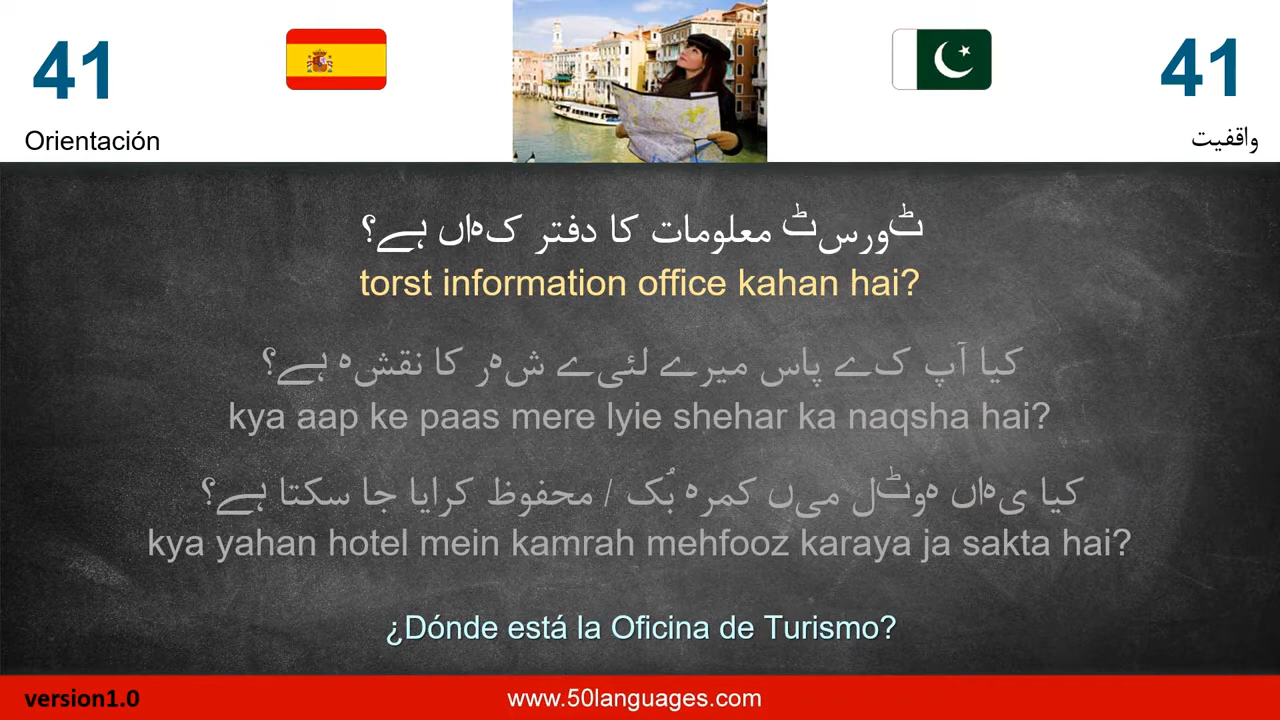 41
41
Orientación
واقفیت
ٹورسٹ معلومات کا دفتر کہاں ہے؟
torst information office kahan hai?
کیا آپ کے پاس میرے لئیے شہر کا نقشہ ہے؟
kya aap ke paas mere lyie shehar ka naqsha hai?
کیا یہاں ہوٹل میں کمرہ بُک / محفوظ کرایا جا سکتا ہے؟
kya yahan hotel mein kamrah mehfooz karaya ja sakta hai?
¿Dónde está la Oficina de Turismo?
version1.0
www.50languages.com